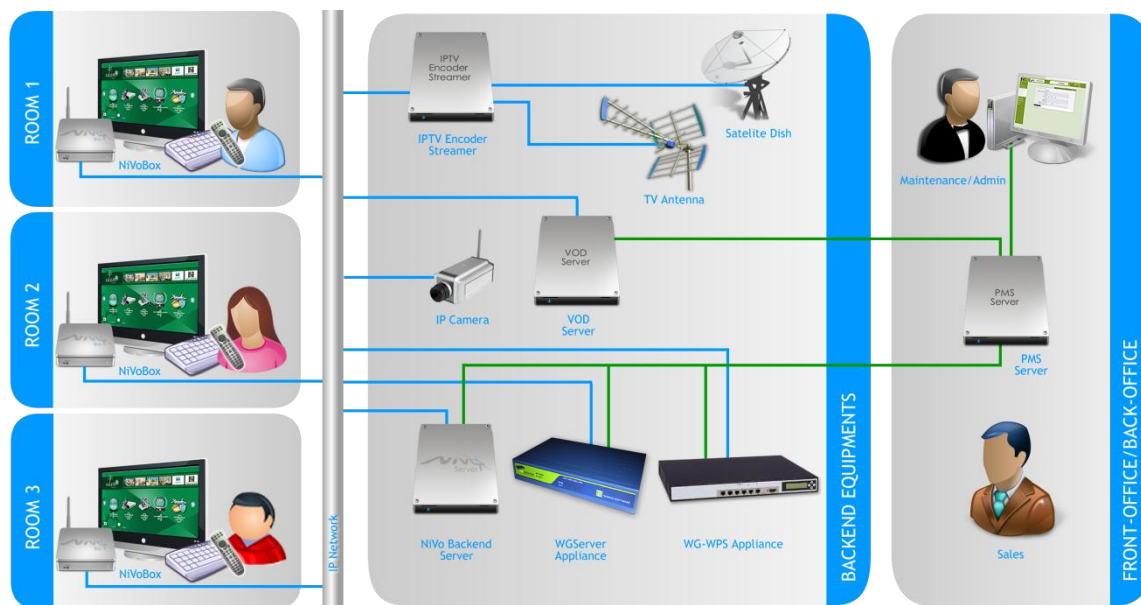 ROOM 1
NiVoBox
ROOM 2
NiVoBox
ROOM 3
NiVoBox
IP Network
IPTV
Encoder
Streamer
IPTV Encoder
Streamer
Satelite Dish
TV Antenna
VOD
Server
VOD
Server
IP Camera
Server
NiVo Backend
Server
WGServer
Appliance
WG-WPS Appliance
BACKEND EQUIPMENTS
Maintenance/Admin
PMS
Server
PMS
Server
Sales
FRONT-OFFICE/BACK-OFFICE